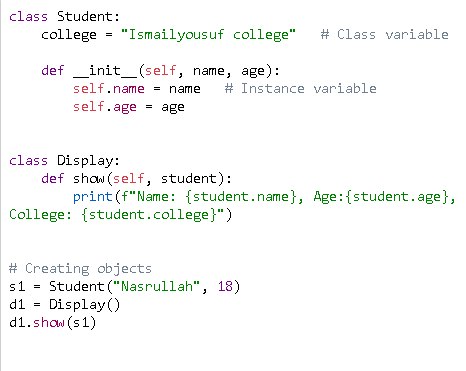 class Student:
    college = "Ismailyousuf college"   # Class variable

    def __init__(self, name, age):
        self.name = name   # Instance variable
        self.age = age


class Display:
    def show(self, student):
        print(f"Name: {student.name}, Age:{student.age},
College: {student.college}")


# Creating objects
s1 = Student("Nasrullah", 18)
d1 = Display()
d1.show(s1)